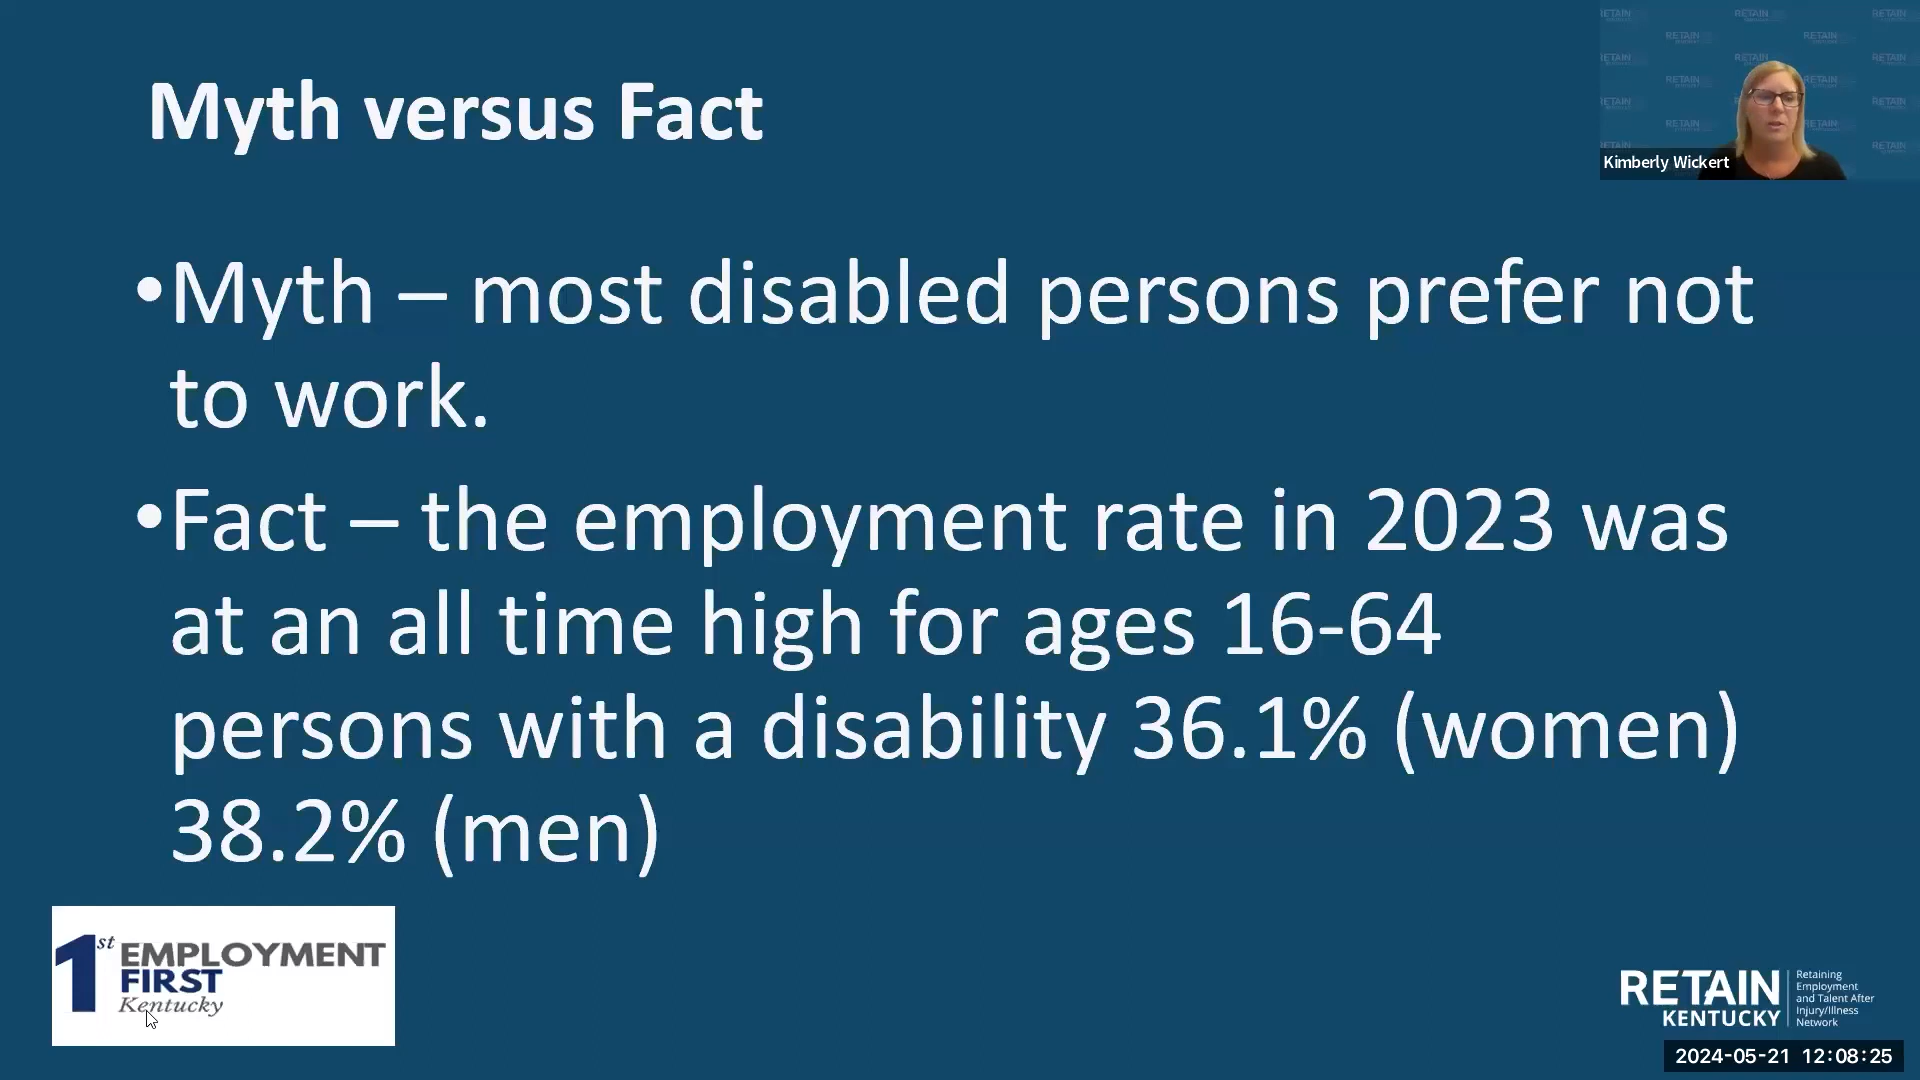 Myth versus Fact
RETAIN
Kimberly Wickert
•Myth – most disabled persons prefer not
to work.
•Fact – the employment rate in 2023 was
at an all time high for ages 16-64
persons with a disability 36.1% (women)
38.2% (men)
1st EMPLOYMENT
FIRST
Kentucky
RETAIN
KENTUCKY
Retaining
Employment
and Talent After
Injury/Illness
Network
2024-05-21 12:08:25